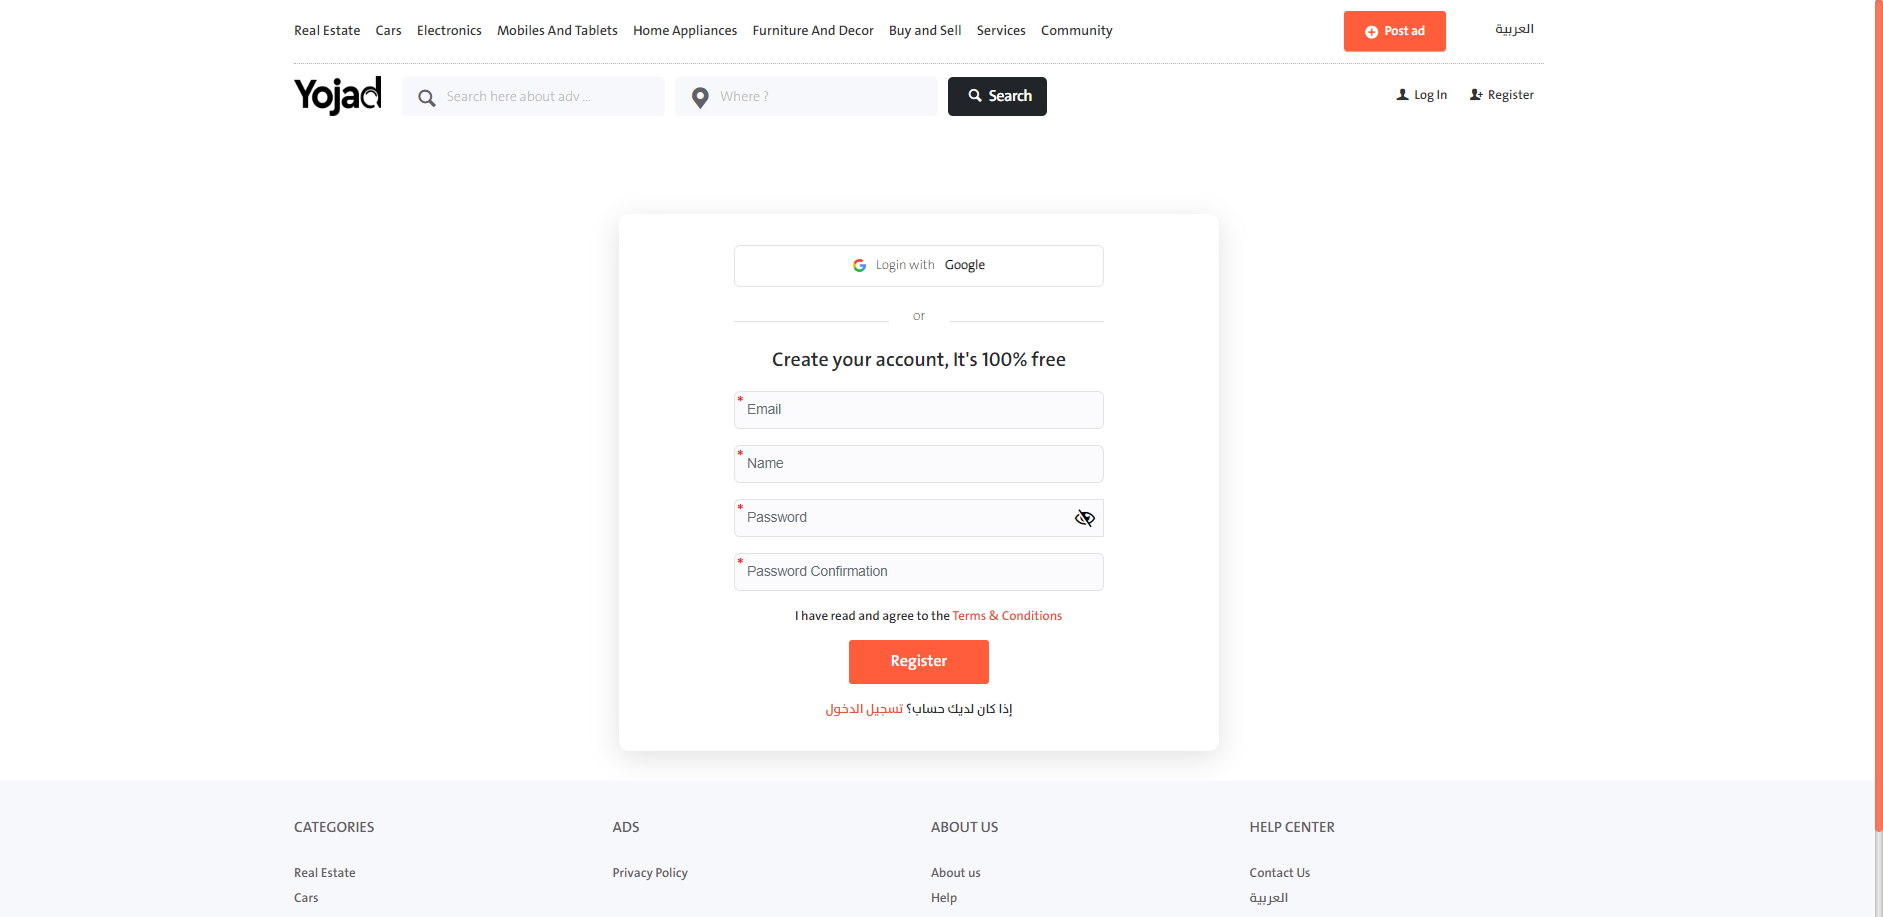 Real Estate Cars Electronics Mobiles And Tablets Home Appliances Furniture And Decor Buy and Sell Services Community Post ad العربية
Yojad Search here about adv ... Where ? Search Log In Register
Login with Google
or
Create your account, It's 100% free
* Email
* Name
* Password
* Password Confirmation
I have read and agree to the Terms & Conditions
Register
إذا كان لديك حساب؟ تسجيل الدخول
CATEGORIES ADS ABOUT US HELP CENTER
Real Estate Privacy Policy About us Contact Us
Cars Help العربية